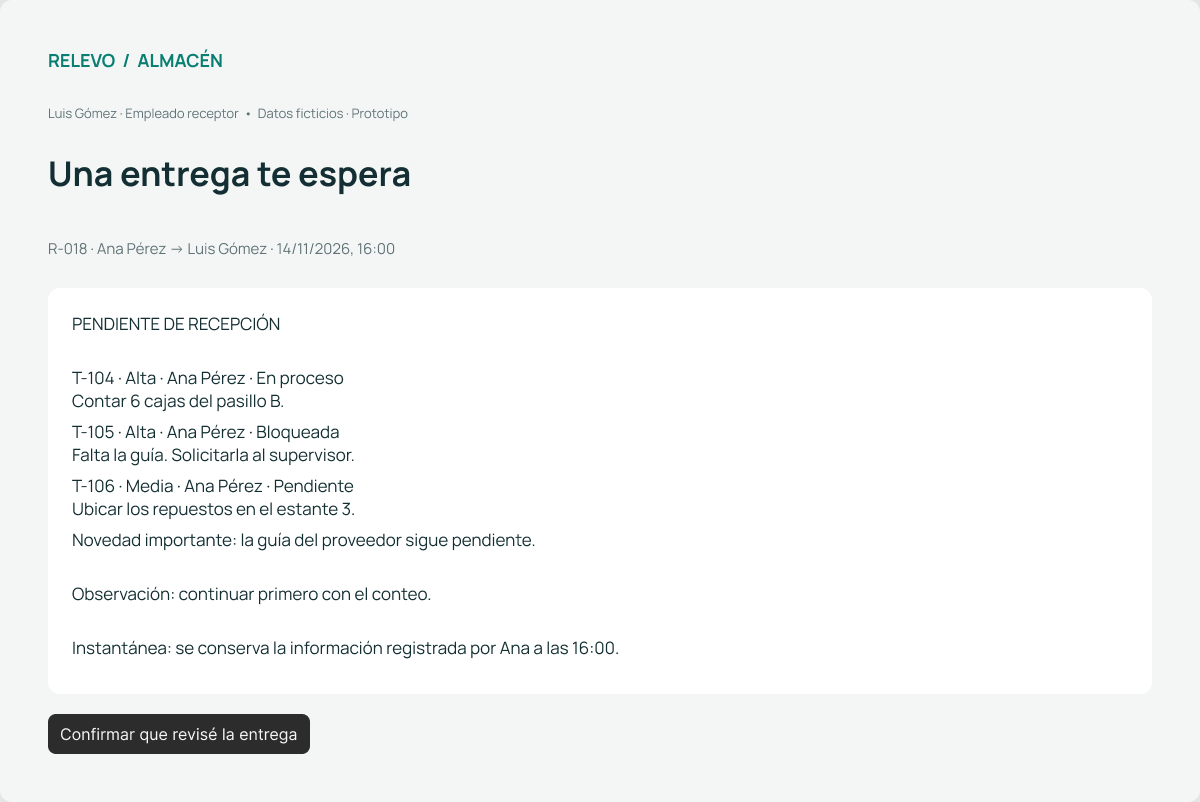 RELEVO / ALMACÉN
Luis Gómez · Empleado receptor • Datos ficticios · Prototipo
Una entrega te espera
R-018 · Ana Pérez → Luis Gómez · 14/11/2026, 16:00
PENDIENTE DE RECEPCIÓN
T-104 · Alta · Ana Pérez · En proceso
Contar 6 cajas del pasillo B.
T-105 · Alta · Ana Pérez · Bloqueada
Falta la guía. Solicitarla al supervisor.
T-106 · Media · Ana Pérez · Pendiente
Ubicar los repuestos en el estante 3.
Novedad importante: la guía del proveedor sigue pendiente.
Observación: continuar primero con el conteo.
Instantánea: se conserva la información registrada por Ana a las 16:00.
Confirmar que revisé la entrega